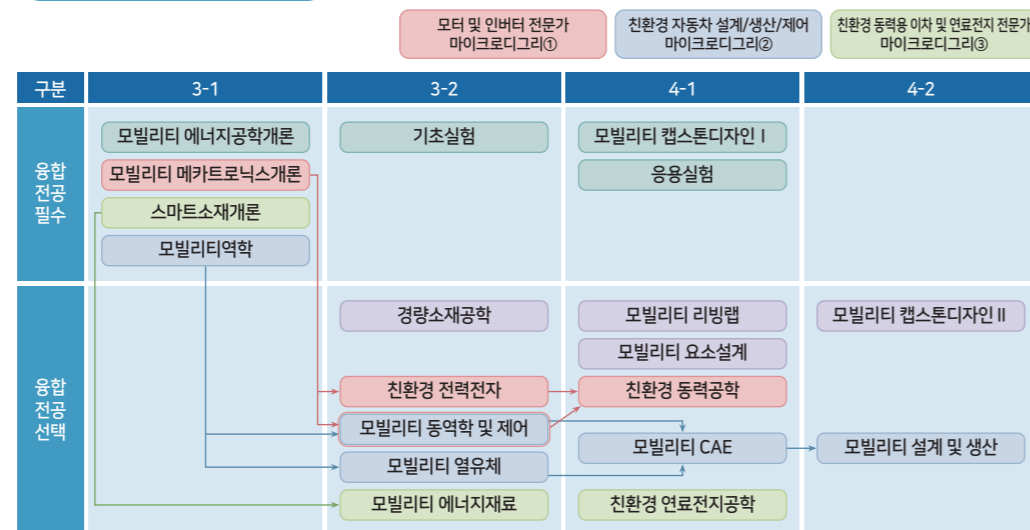 모터 및 인버터 전문가
마이크로디그리①
친환경 자동차 설계/생산/제어
마이크로디그리②
친환경 동력용 이차 및 연료전지 전문가
마이크로디그리③
구분
3-1
3-2
4-1
4-2
융합
전공
필수
모빌리티 에너지공학개론
기초실험
모빌리티 캡스톤디자인 Ⅰ
모빌리티 메카트로닉스개론
응용실험
스마트소재개론
모빌리티역학
융합
전공
선택
경량소재공학
모빌리티 리빙랩
모빌리티 캡스톤디자인 Ⅱ
모빌리티 요소설계
친환경 전력전자
친환경 동력공학
모빌리티 동역학 및 제어
모빌리티 CAE
모빌리티 설계 및 생산
모빌리티 열유체
모빌리티 에너지재료
친환경 연료전지공학